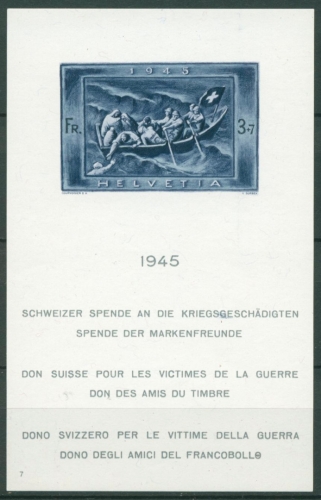 1945
FR. 3+7
HELVETIA
1945
SCHWEIZER SPENDE AN DIE KRIEGSGESCHÄDIGTEN
SPENDE DER MARKENFREUNDE
DON SUISSE POUR LES VICTIMES DE LA GUERRE
DON DES AMIS DU TIMBRE
DONO SVIZZERO PER LE VITTIME DELLA GUERRA
DONO DEGLI AMICI DEL FRANCOBOLLO
7